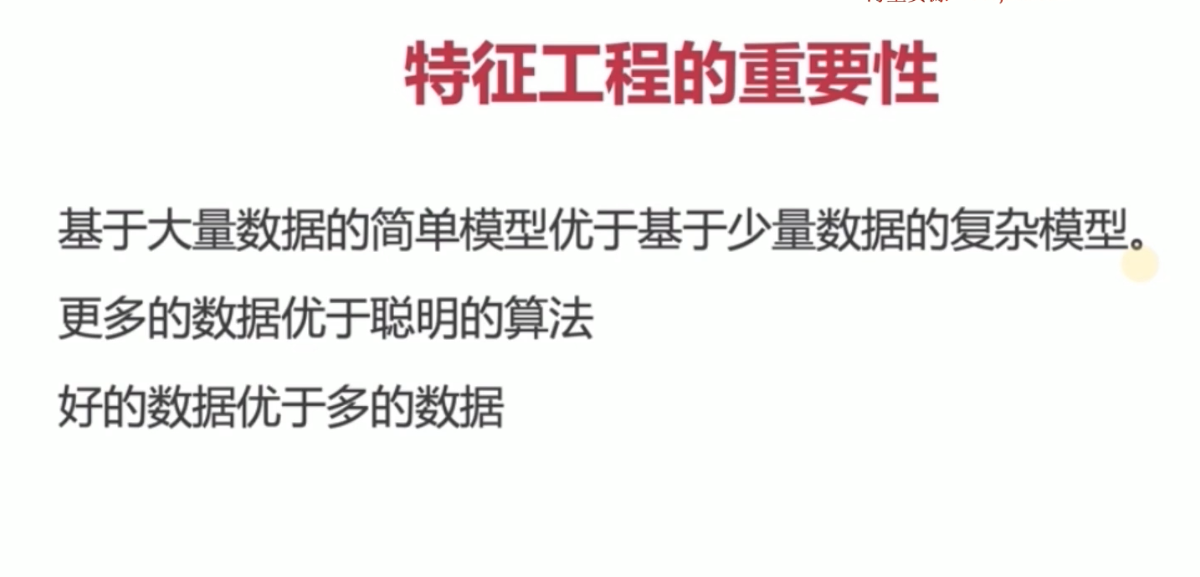 特征工程的重要性
基于大量数据的简单模型优于基于少量数据的复杂模型。
更多的数据优于聪明的算法
好的数据优于多的数据